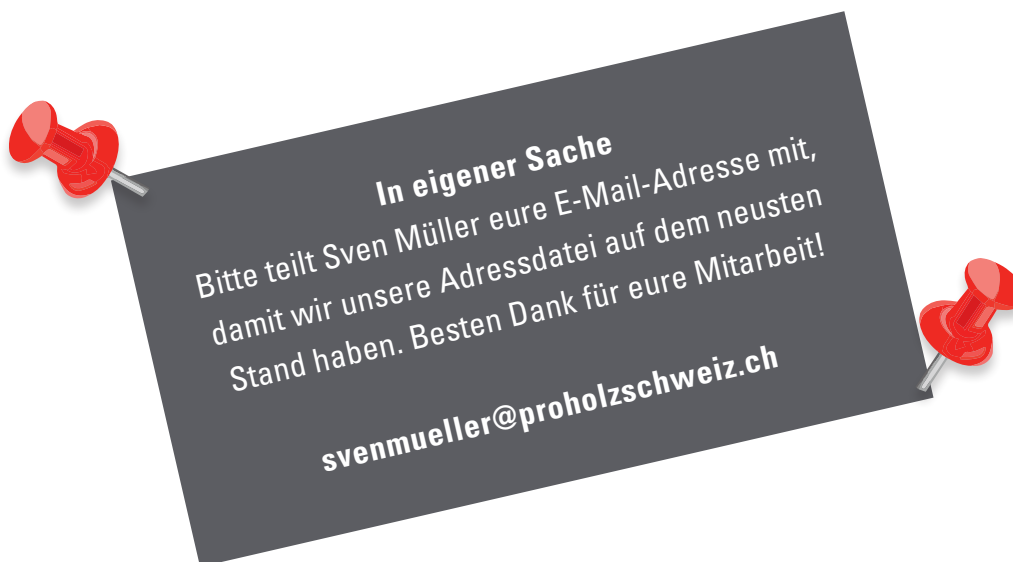 In eigener Sache
Bitte teilt Sven Müller eure E-Mail-Adresse mit,
damit wir unsere Adressdatei auf dem neusten
Stand haben. Besten Dank für eure Mitarbeit!
svenmueller@proholzschweiz.ch